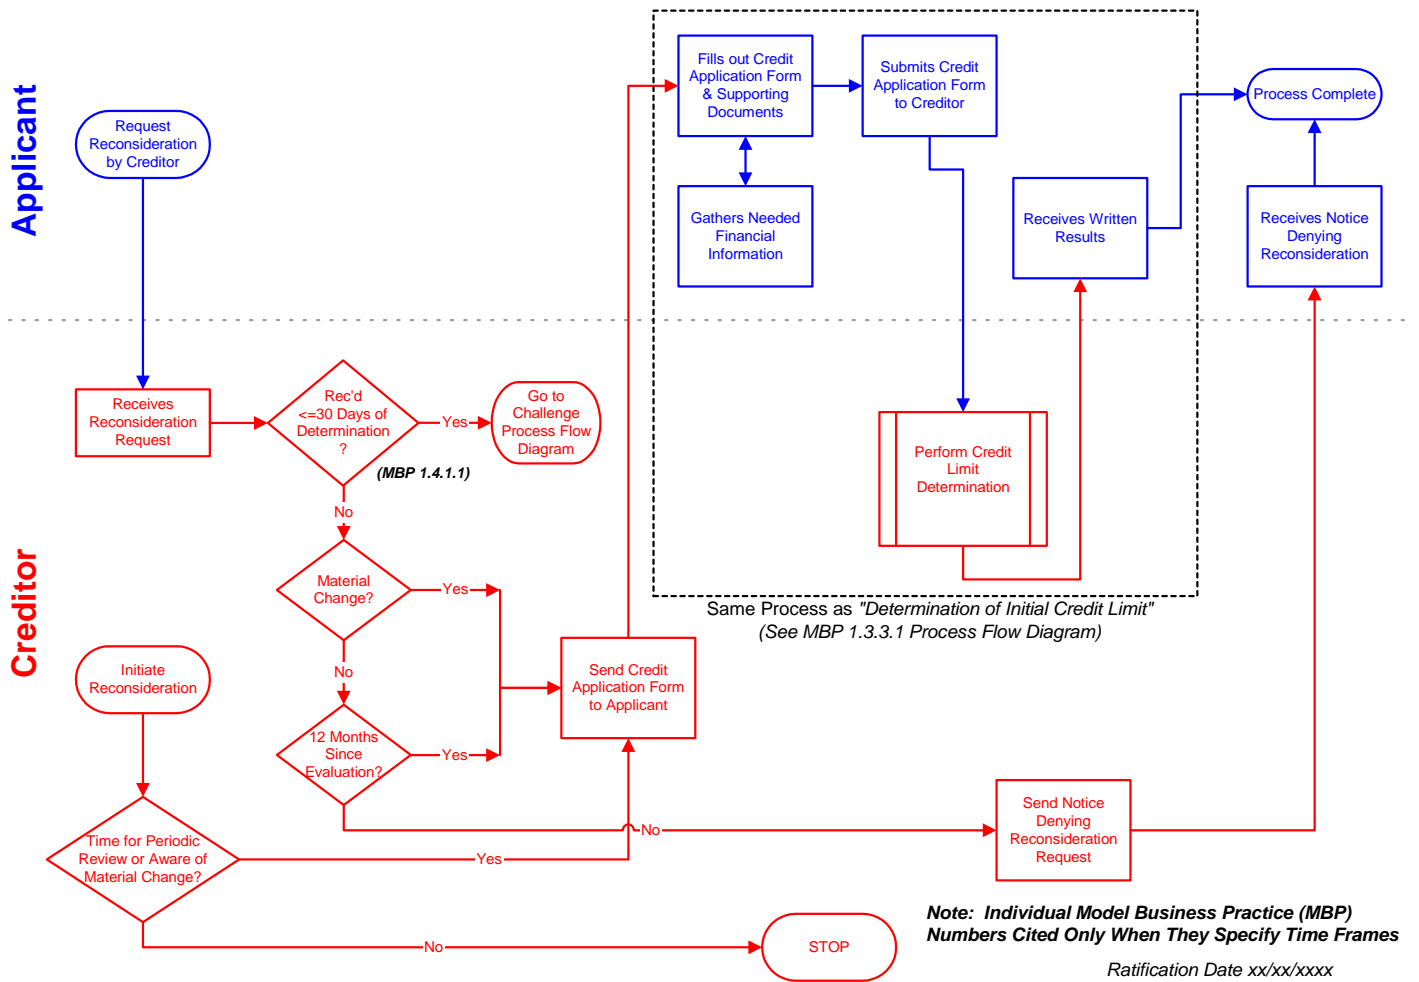 Applicant
Request
Reconsideration
by Creditor
Fills out Credit
Application Form
& Supporting
Documents
Submits Credit
Application Form
to Creditor
Process Complete
Gathers Needed
Financial
Information
Receives Written
Results
Receives Notice
Denying
Reconsideration
Creditor
Receives
Reconsideration
Request
Rec'd
<=30 Days of
Determination
?
(MBP 1.4.1.1)
Yes
Go to
Challenge
Process Flow
Diagram
No
Perform Credit
Limit
Determination
Material
Change?
Yes
No
Same Process as "Determination of Initial Credit Limit"
(See MBP 1.3.3.1 Process Flow Diagram)
Initiate
Reconsideration
Send Credit
Application Form
to Applicant
12 Months
Since
Evaluation?
Yes
No
Send Notice
Denying
Reconsideration
Request
Time for Periodic
Review or Aware of
Material Change?
Yes
No
STOP
Note: Individual Model Business Practice (MBP)
Numbers Cited Only When They Specify Time Frames
Ratification Date xx/xx/xxxx